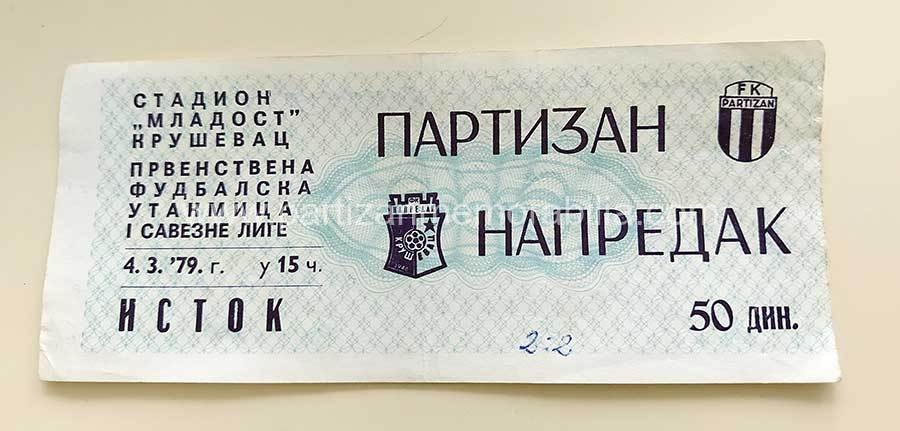 СТАДИОН
„МЛАДОСТ"
КРУШЕВАЦ
ПРВЕНСТВЕНА
ФУДБАЛСКА
УТАКМИЦА
I САВЕЗНЕ ЛИГЕ
4. 3. '79. г. у 15 ч.
ИСТОК
ПАРТИЗАН
FK
PARTIZAN
НАПРЕДАК
50 ДИН.
2:2